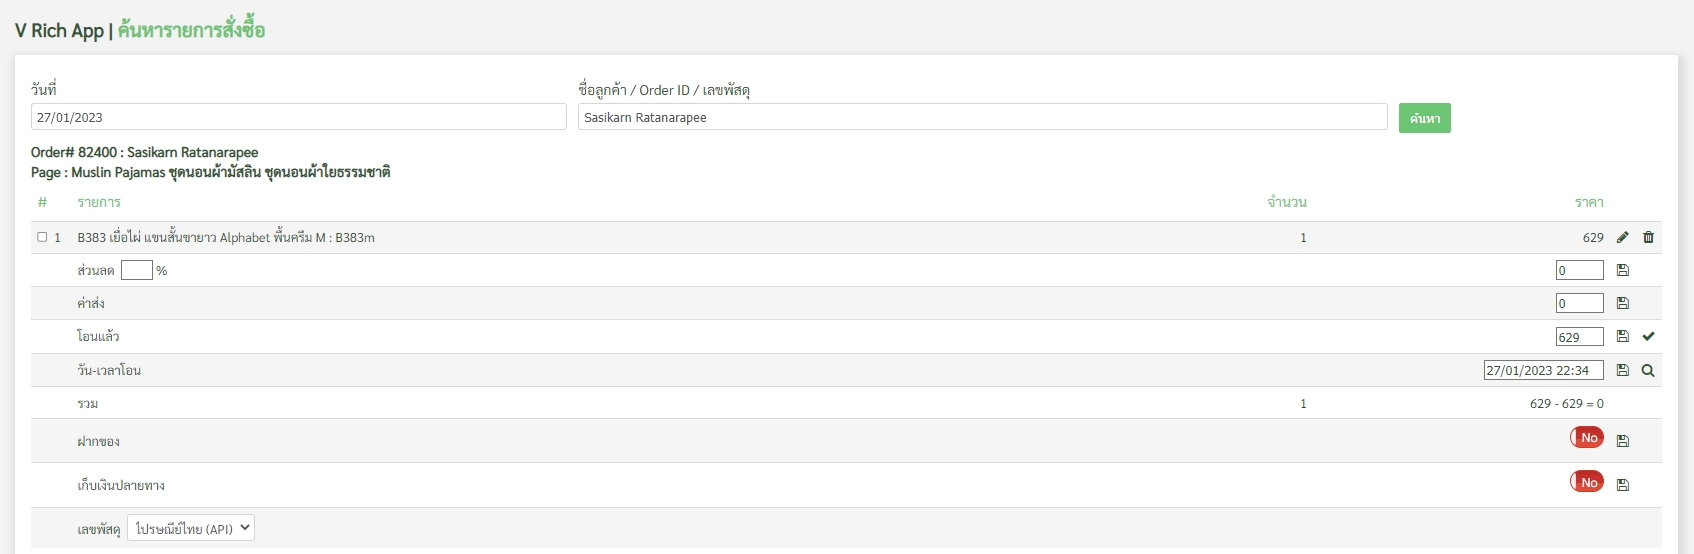 V Rich App | ค้นหารายการสั่งซื้อ
วันที่ ชื่อลูกค้า / Order ID / เลขพัสดุ
27/01/2023 Sasikarn Ratanarapee ค้นหา
Order# 82400 : Sasikarn Ratanarapee
Page : Muslin Pajamas ชุดนอนผ้ามัสลิน ชุดนอนผ้าใยธรรมชาติ
# รายการ จำนวน ราคา
1 B383 เยื่อไผ่ แขนสั้นขายาว Alphabet พื้นครีม M : B383m 1 629
ส่วนลด % 0
ค่าส่ง 0
โอนแล้ว 629
วัน-เวลาโอน 27/01/2023 22:34
รวม 1 629 - 629 = 0
ฝากของ No
เก็บเงินปลายทาง No
เลขพัสดุ ไปรษณีย์ไทย (API)